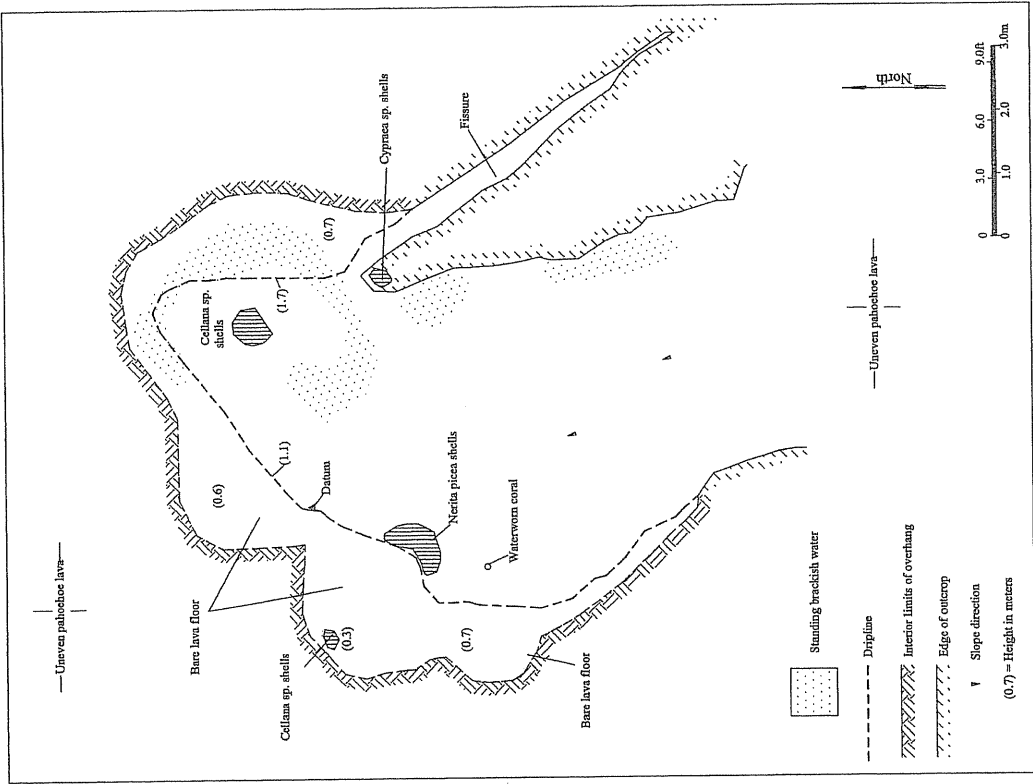 Uneven pahoehoe lava
Bare lava floor
Cellana sp. shells
(0.3)
(0.6)
(1.1)
Datum
(0.7)
Bare lava floor
Nerita picea shells
Waterworn coral
Cellana sp.
shells
(1.7)
(0.7)
Cypraea sp. shells
Fissure
Uneven pahoehoe lava
North
0 3.0 6.0 9.0ft
0 1.0 2.0 3.0m
Standing brackish water
Dripline
Interior limits of overhang
Edge of outcrop
Slope direction
(0.7) = Height in meters